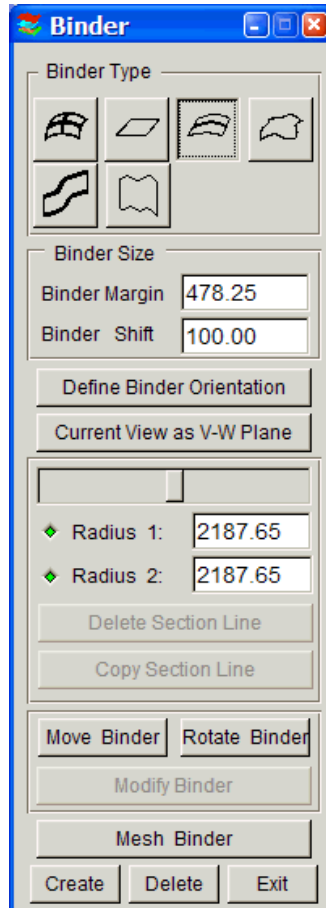 Binder
Binder Type
Binder Size
Binder Margin 478.25
Binder Shift 100.00
Define Binder Orientation
Current View as V-W Plane
Radius 1: 2187.65
Radius 2: 2187.65
Delete Section Line
Copy Section Line
Move Binder Rotate Binder
Modify Binder
Mesh Binder
Create Delete Exit